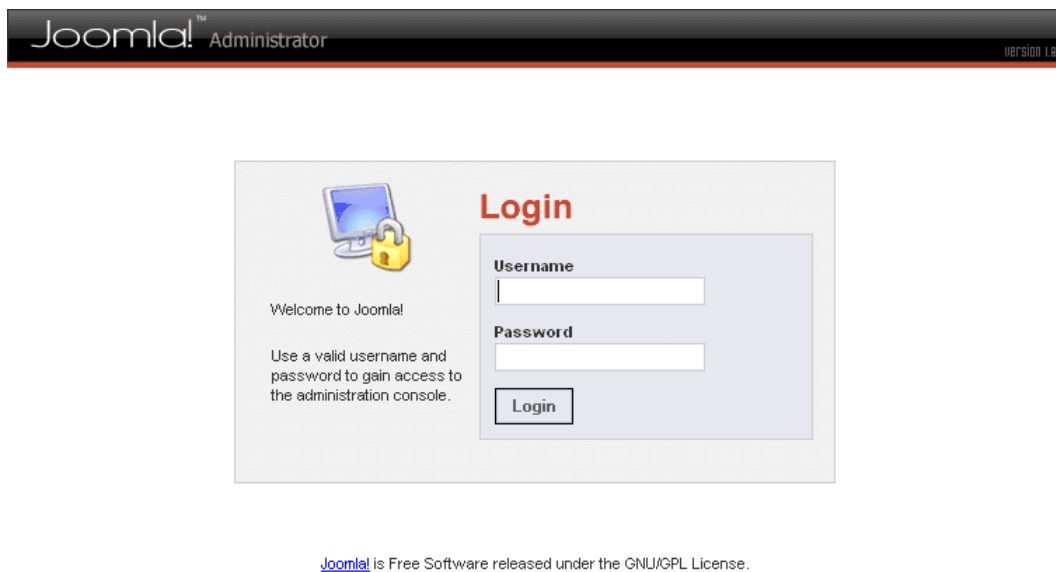 Joomla!™ Administrator
Login
Username
Welcome to Joomla!
Password
Use a valid username and
password to gain access to
the administration console.
Login
Joomla! is Free Software released under the GNU/GPL License.